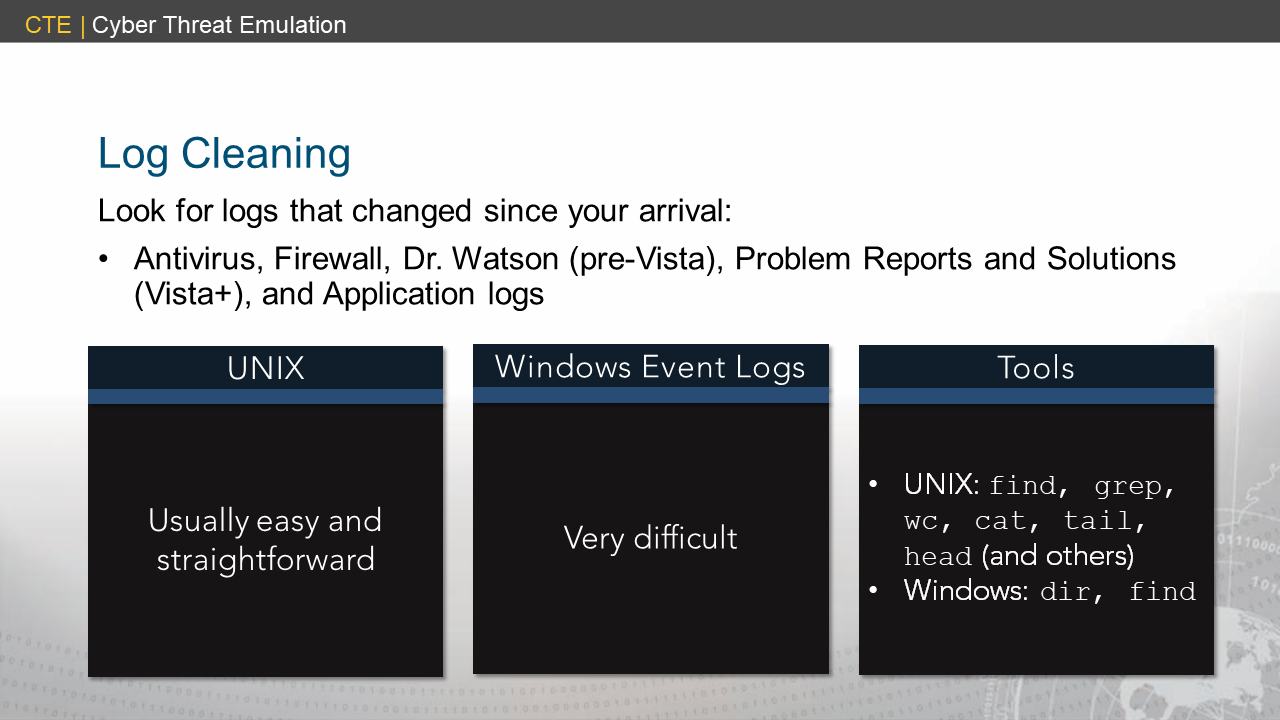 CTE | Cyber Threat Emulation
Log Cleaning
Look for logs that changed since your arrival:
• Antivirus, Firewall, Dr. Watson (pre-Vista), Problem Reports and Solutions
(Vista+), and Application logs
UNIX
Usually easy and
straightforward
Windows Event Logs
Very difficult
Tools
• UNIX: find, grep,
wc, cat, tail,
head (and others)
• Windows: dir, find